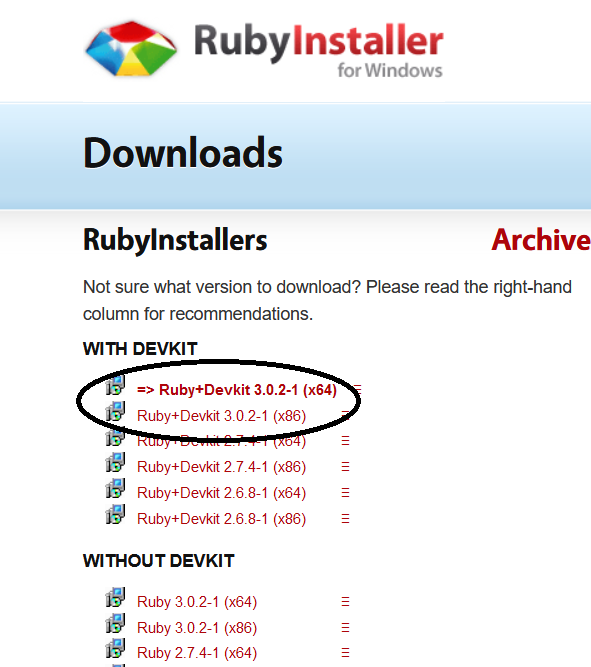 RubyInstaller
for Windows
Downloads
RubyInstallers
Archive
Not sure what version to download? Please read the right-hand
column for recommendations.
WITH DEVKIT
=> Ruby+Devkit 3.0.2-1 (x64)
Ruby+Devkit 3.0.2-1 (x86)
Ruby+Devkit 2.7.4-1 (x64)
Ruby+Devkit 2.7.4-1 (x86)
Ruby+Devkit 2.6.8-1 (x64)
Ruby+Devkit 2.6.8-1 (x86)
WITHOUT DEVKIT
Ruby 3.0.2-1 (x64)
Ruby 3.0.2-1 (x86)
Ruby 2.7.4-1 (x64)